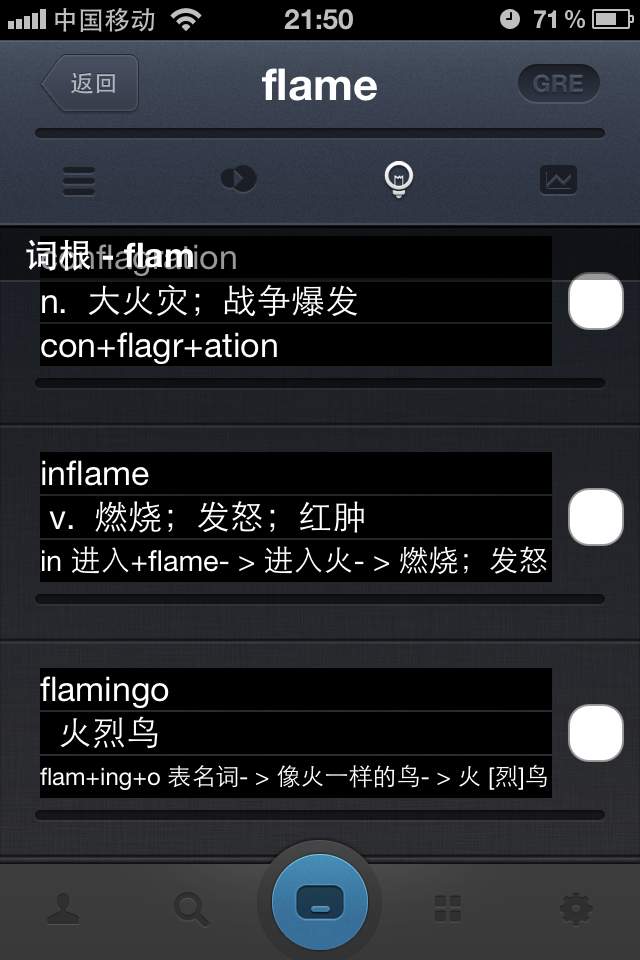 中国移动 21:50 71 %
返回 flame GRE
词根 - flam
conflagration
n. 大火灾；战争爆发
con+flagr+ation
inflame
v. 燃烧；发怒；红肿
in 进入+flame- > 进入火- > 燃烧；发怒
flamingo
火烈鸟
flam+ing+o 表名词- > 像火一样的鸟- > 火 [烈]鸟